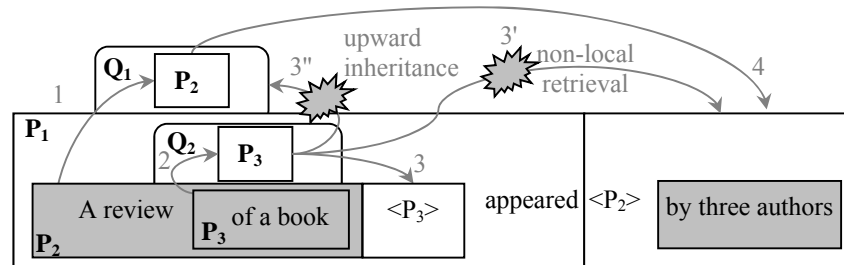 3'
Q1 P2 3'' upward inheritance non-local retrieval 4
1
P1
Q2 P3
2 3
A review of a book <P3> appeared <P2> by three authors
P2 P3